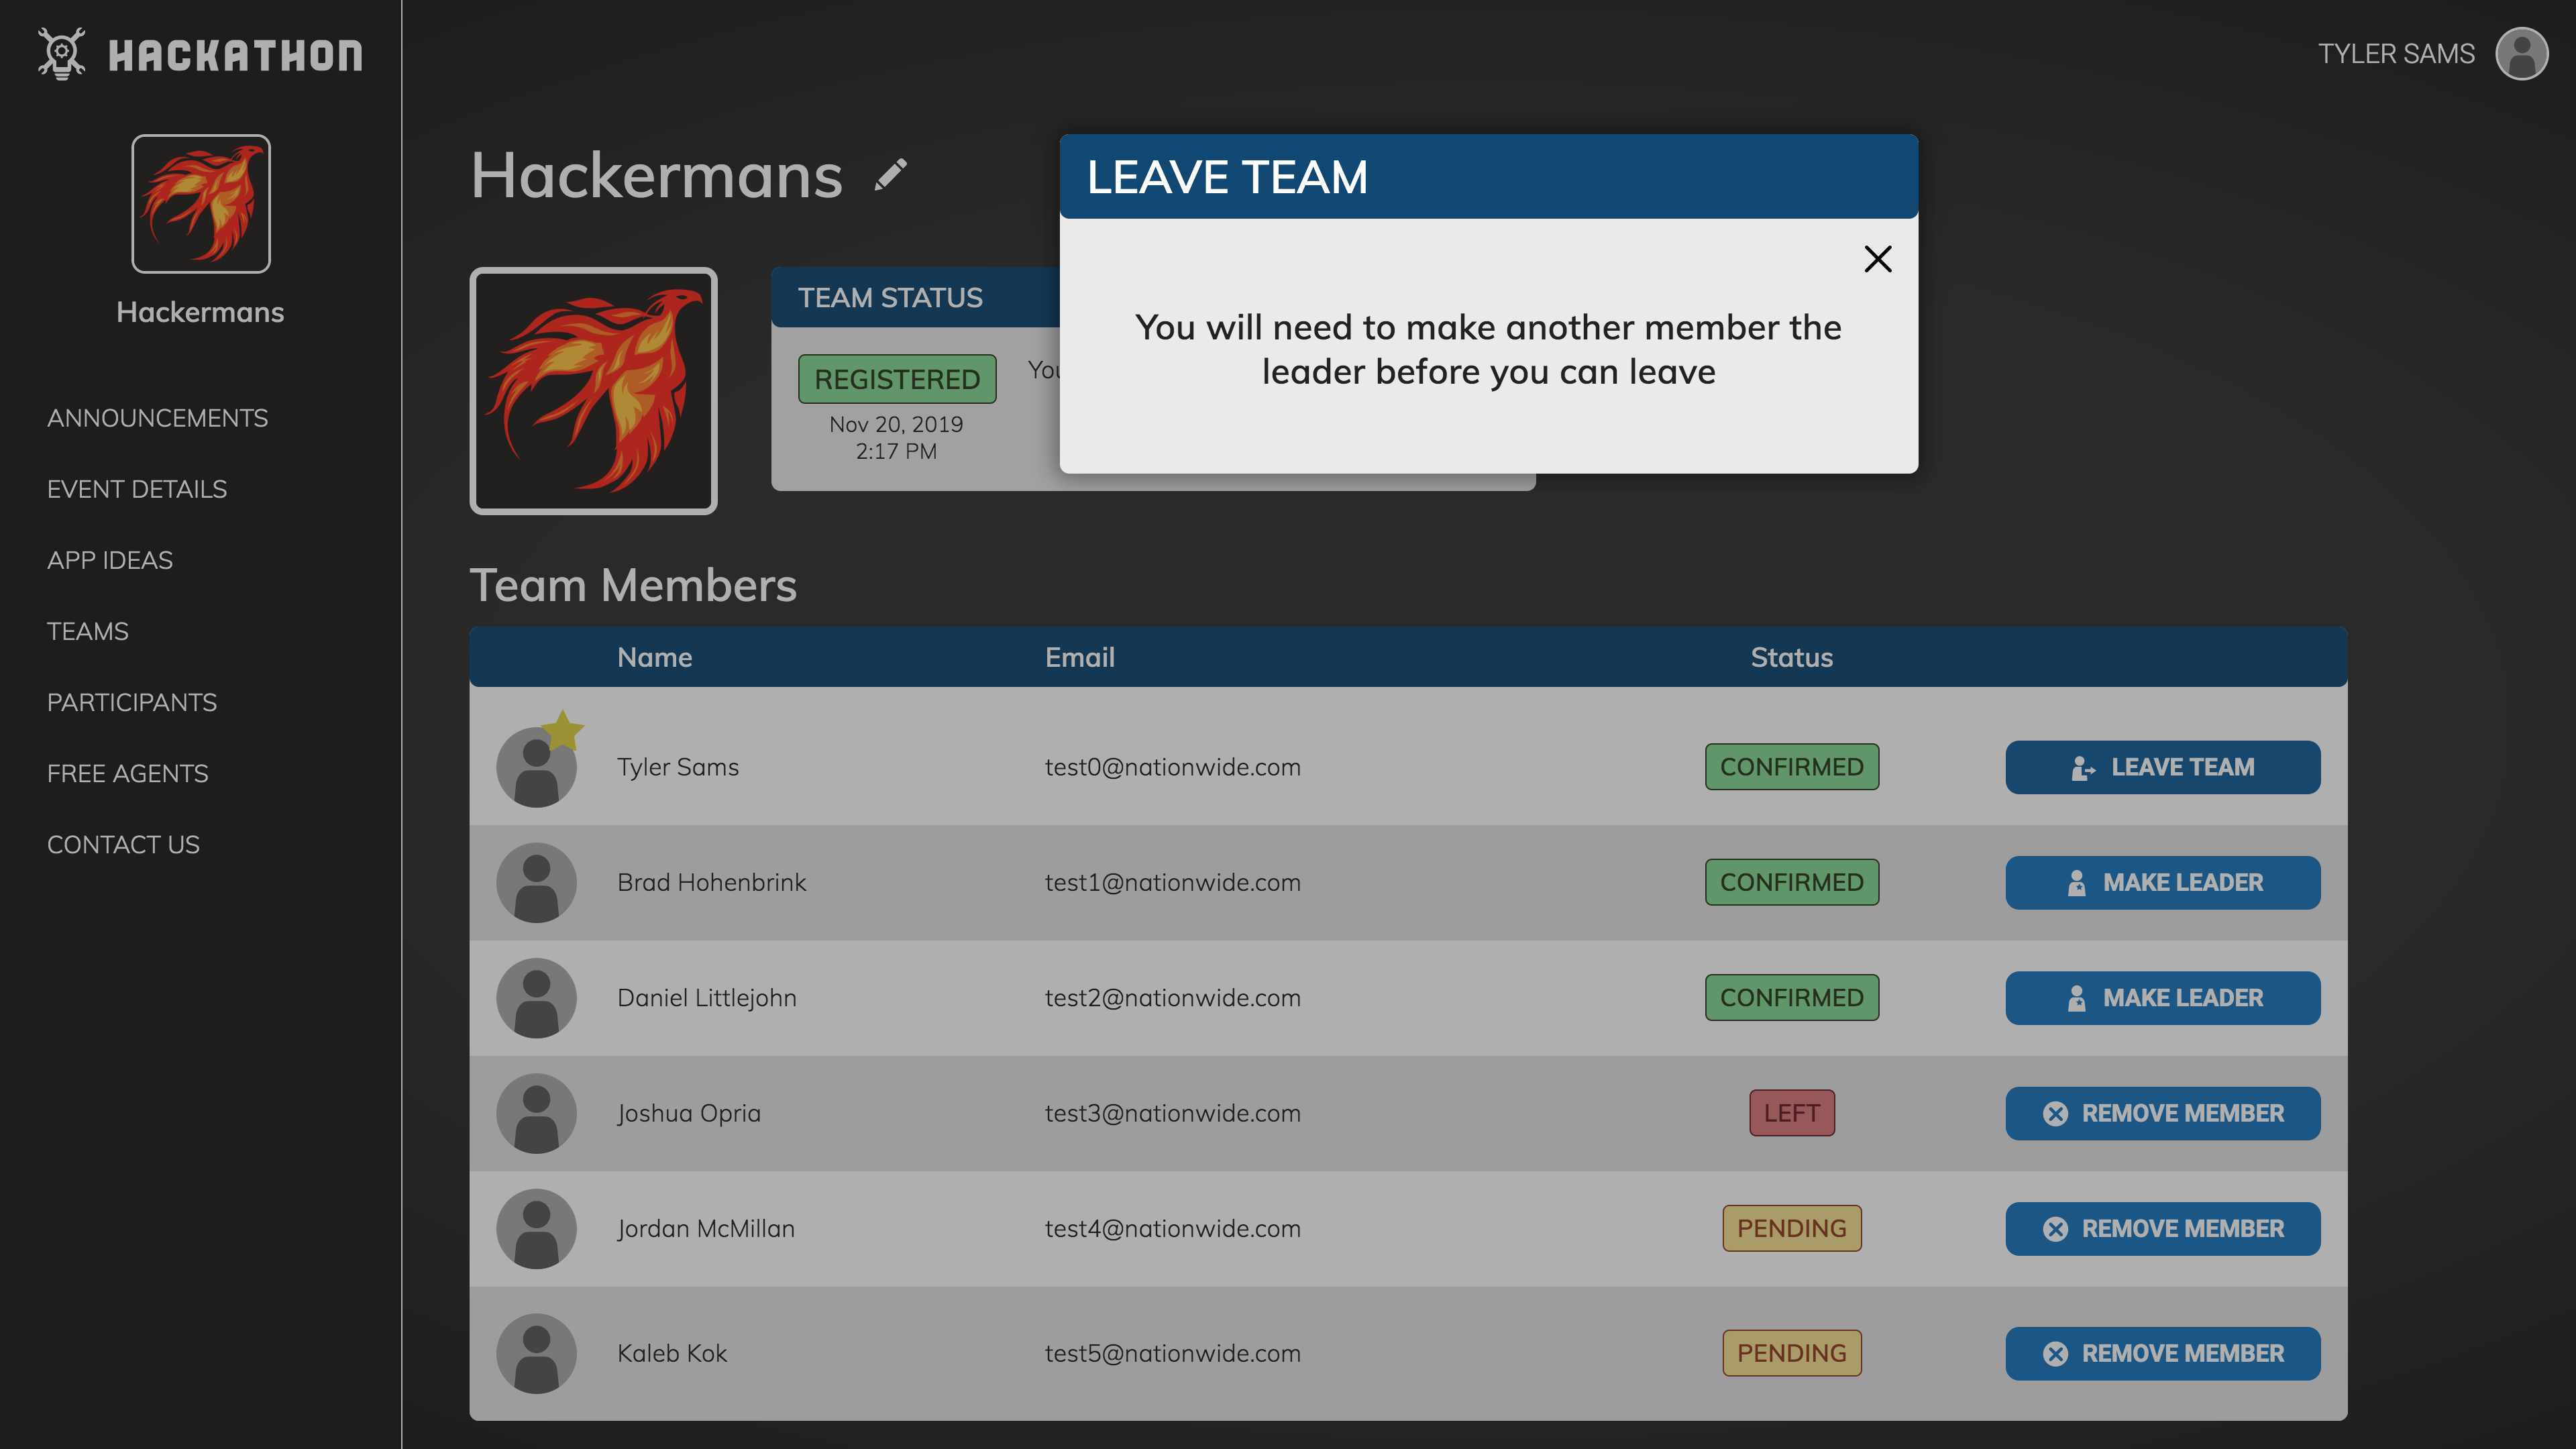 HACKATHON
TYLER SAMS
Hackermans
ANNOUNCEMENTS
EVENT DETAILS
APP IDEAS
TEAMS
PARTICIPANTS
FREE AGENTS
CONTACT US
Hackermans
TEAM STATUS
REGISTERED
Nov 20, 2019
2:17 PM
LEAVE TEAM
You will need to make another member the
leader before you can leave
Team Members
Name Email Status
Tyler Sams test0@nationwide.com CONFIRMED LEAVE TEAM
Brad Hohenbrink test1@nationwide.com CONFIRMED MAKE LEADER
Daniel Littlejohn test2@nationwide.com CONFIRMED MAKE LEADER
Joshua Opria test3@nationwide.com LEFT REMOVE MEMBER
Jordan McMillan test4@nationwide.com PENDING REMOVE MEMBER
Kaleb Kok test5@nationwide.com PENDING REMOVE MEMBER